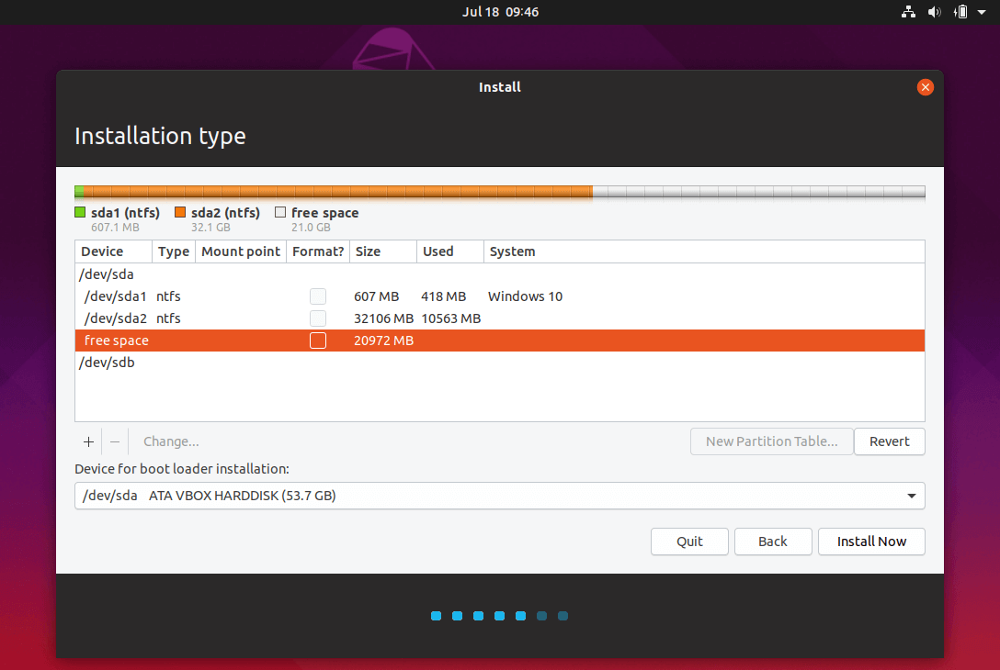 Jul 18 09:46
Install
Installation type
sda1 (ntfs) sda2 (ntfs) free space
607.1 MB 32.1 GB 21.0 GB
Device Type Mount point Format? Size Used System
/dev/sda
/dev/sda1 ntfs 607 MB 418 MB Windows 10
/dev/sda2 ntfs 32106 MB 10563 MB
free space 20972 MB
/dev/sdb
+ − Change... New Partition Table... Revert
Device for boot loader installation:
/dev/sda ATA VBOX HARDDISK (53.7 GB)
Quit Back Install Now